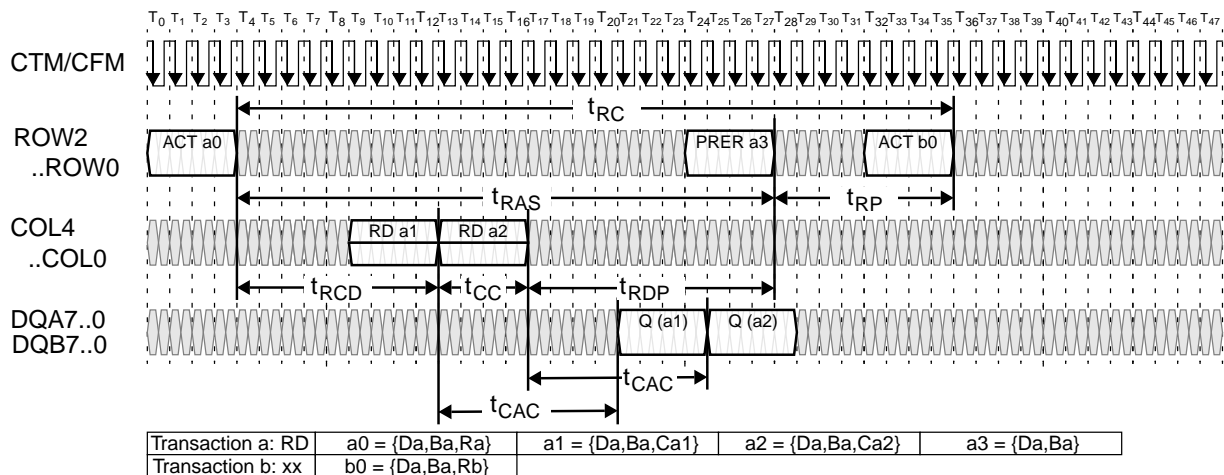 T0 T1 T2 T3 T4 T5 T6 T7 T8 T9 T10 T11 T12 T13 T14 T15 T16 T17 T18 T19 T20 T21 T22 T23 T24 T25 T26 T27 T28 T29 T30 T31 T32 T33 T34 T35 T36 T37 T38 T39 T40 T41 T42 T43 T44 T45 T46 T47
CTM/CFM
tRC
ROW2
..ROW0
ACT a0 PRER a3 ACT b0
tRAS tRP
COL4
..COL0
RD a1 RD a2
tRCD tCC tRDP
DQA7..0
DQB7..0
Q (a1) Q (a2)
tCAC
tCAC
Transaction a: RD a0 = {Da,Ba,Ra} a1 = {Da,Ba,Ca1} a2 = {Da,Ba,Ca2} a3 = {Da,Ba}
Transaction b: xx b0 = {Da,Ba,Rb}